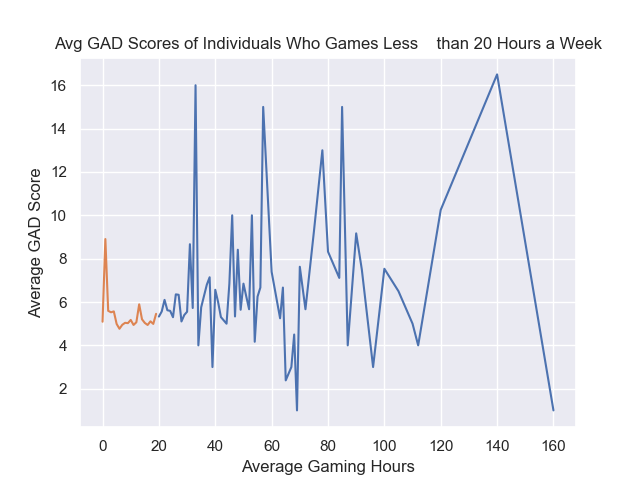 Avg GAD Scores of Individuals Who Games Less    than 20 Hours a Week
16
14
12
10
8
6
4
2
Average GAD Score
0 20 40 60 80 100 120 140 160
Average Gaming Hours